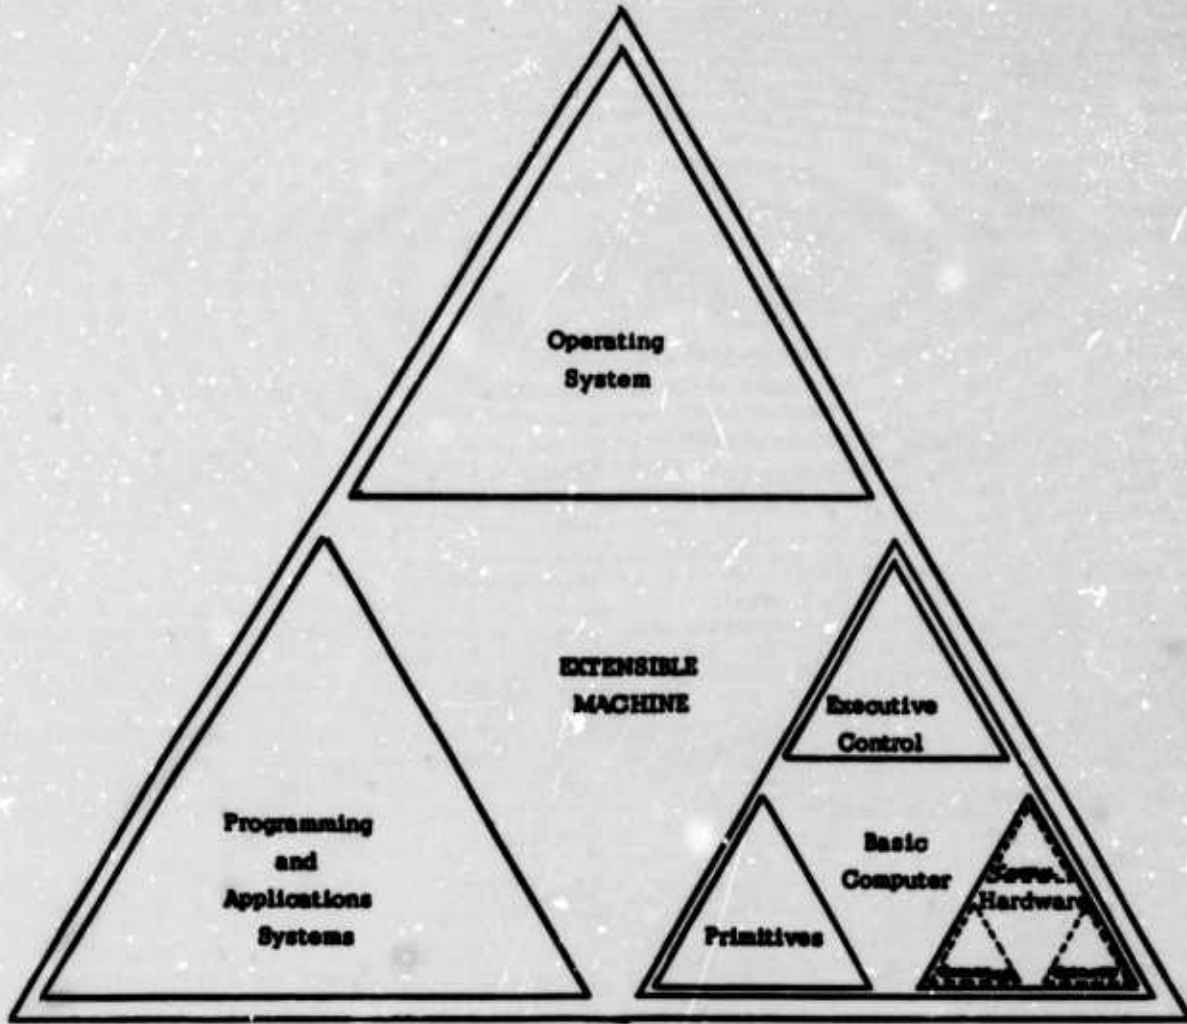 Operating
System
EXTENSIBLE
MACHINE
Executive
Control
Programming
and
Applications
Systems
Basic
Computer
Primitives
Hardware